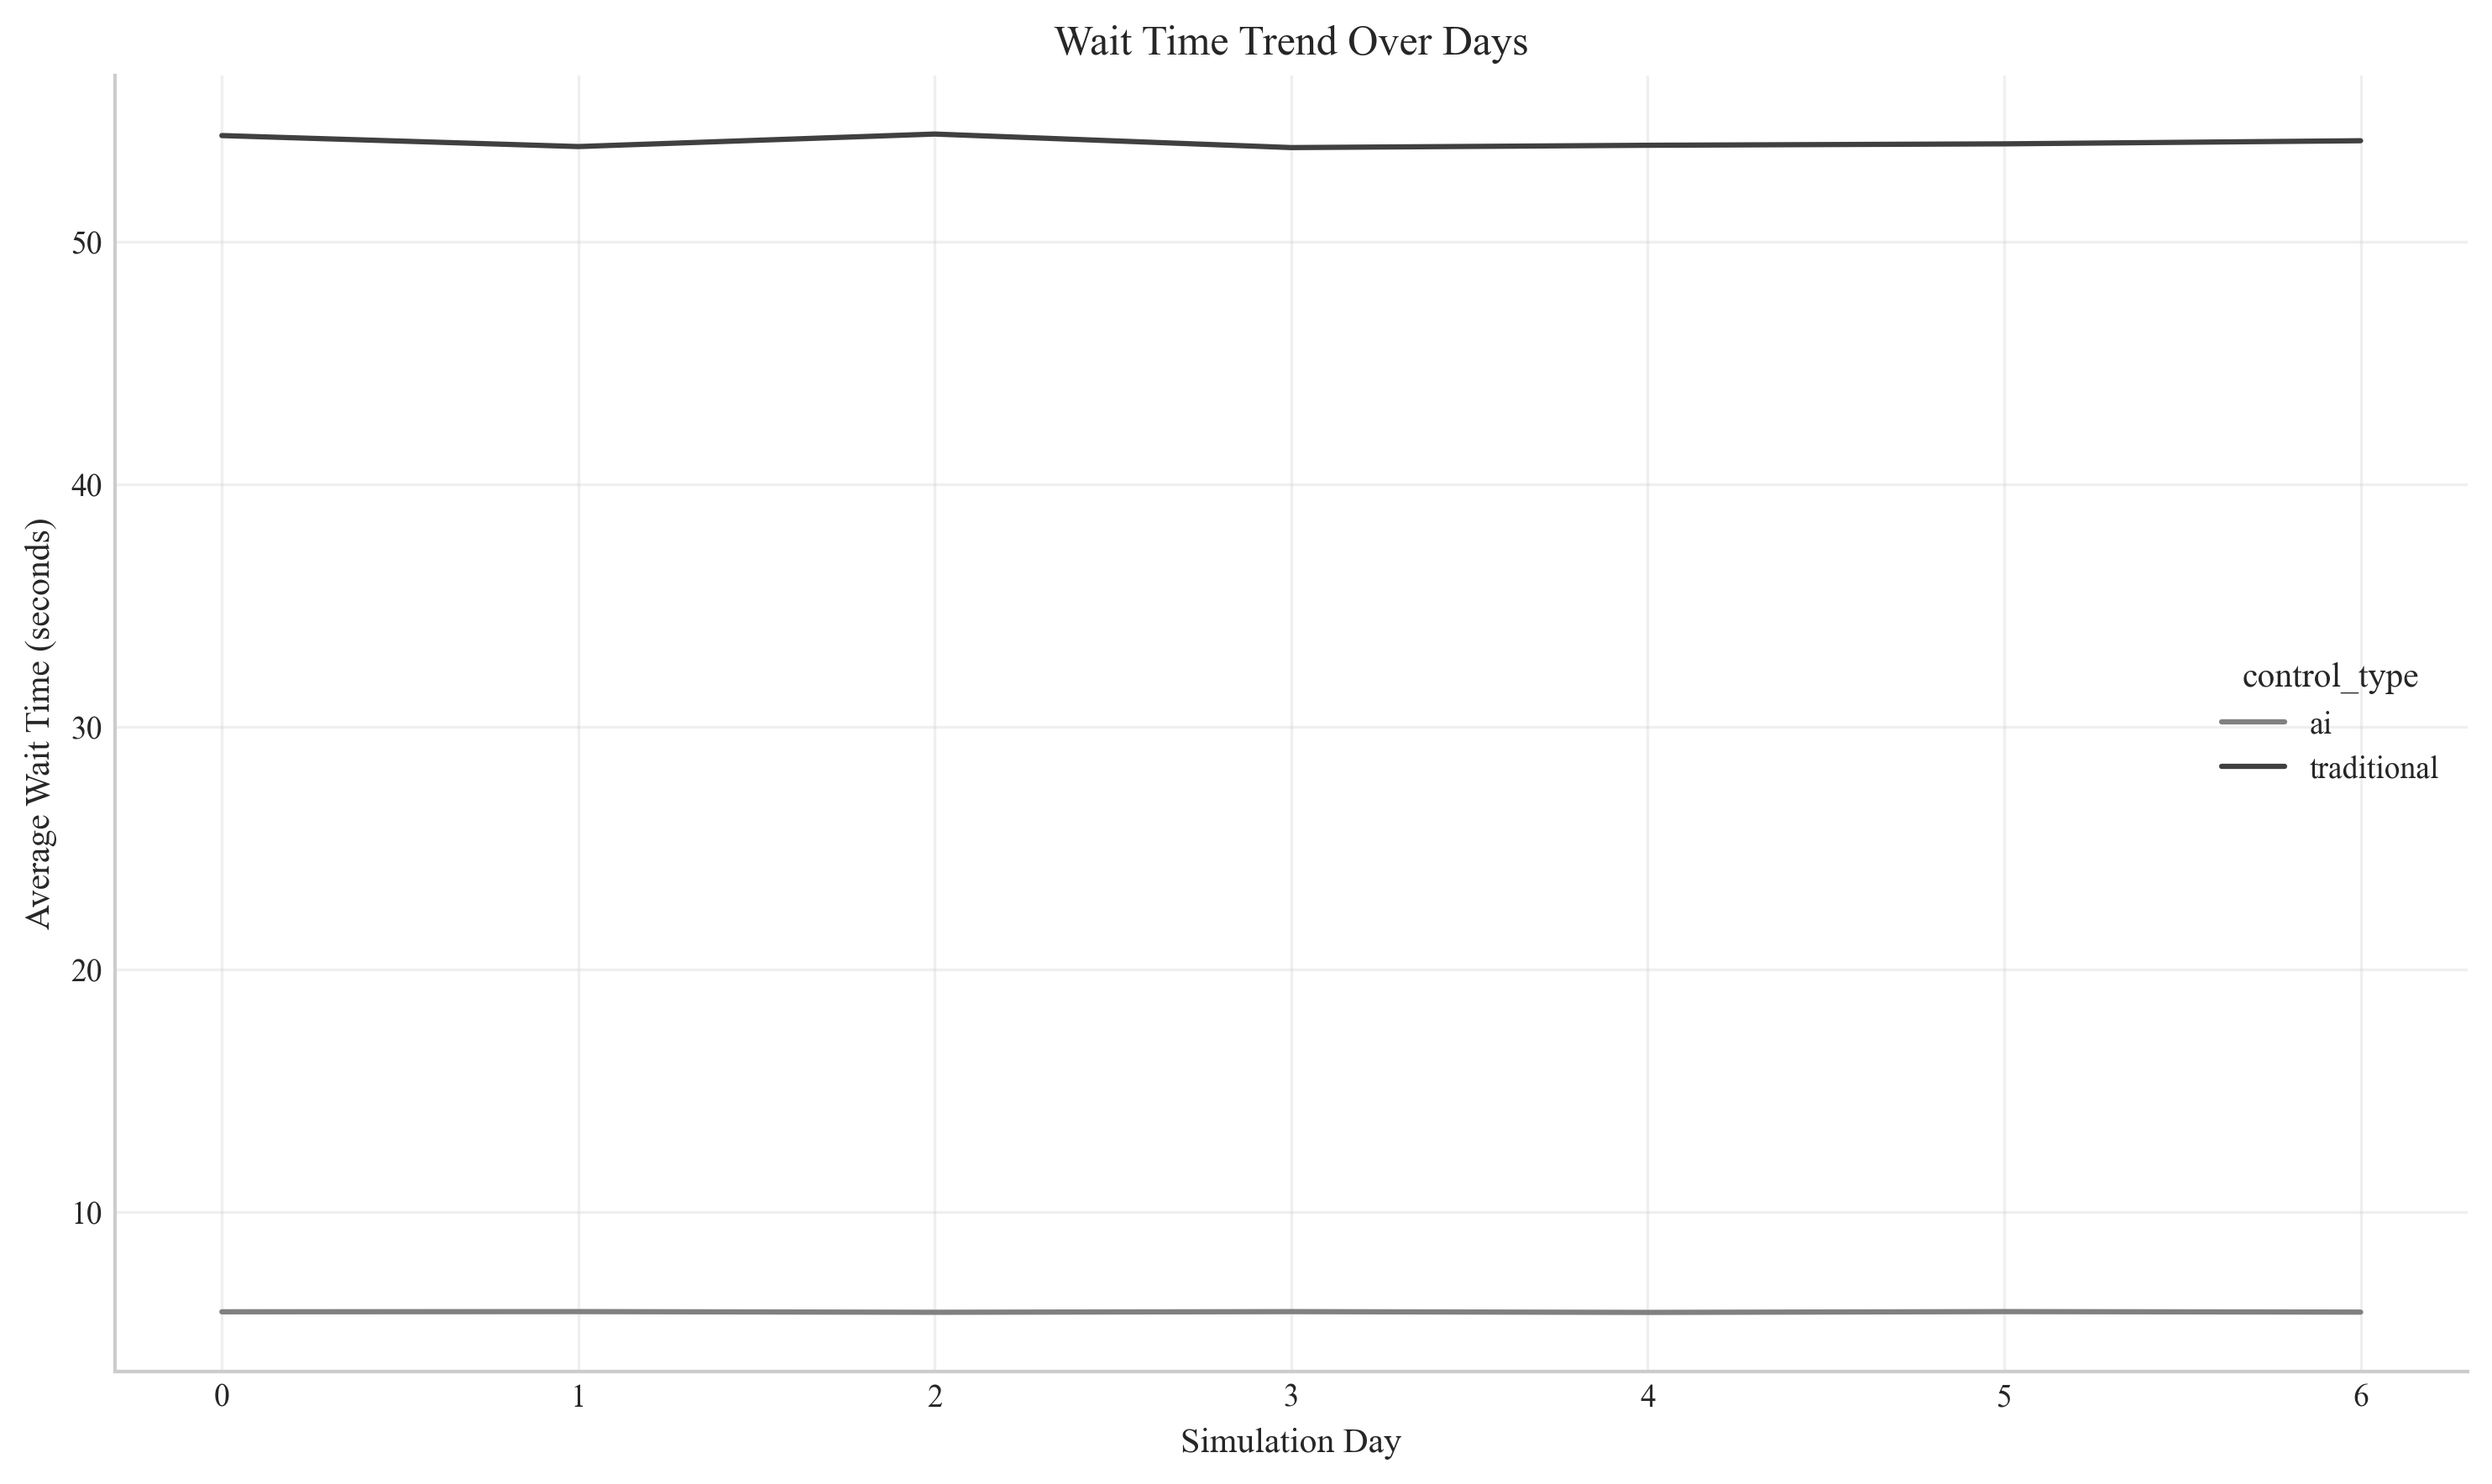 Wait Time Trend Over Days
Average Wait Time (seconds)
50
40
30
20
10
control_type
ai
traditional
0 1 2 3 4 5 6
Simulation Day